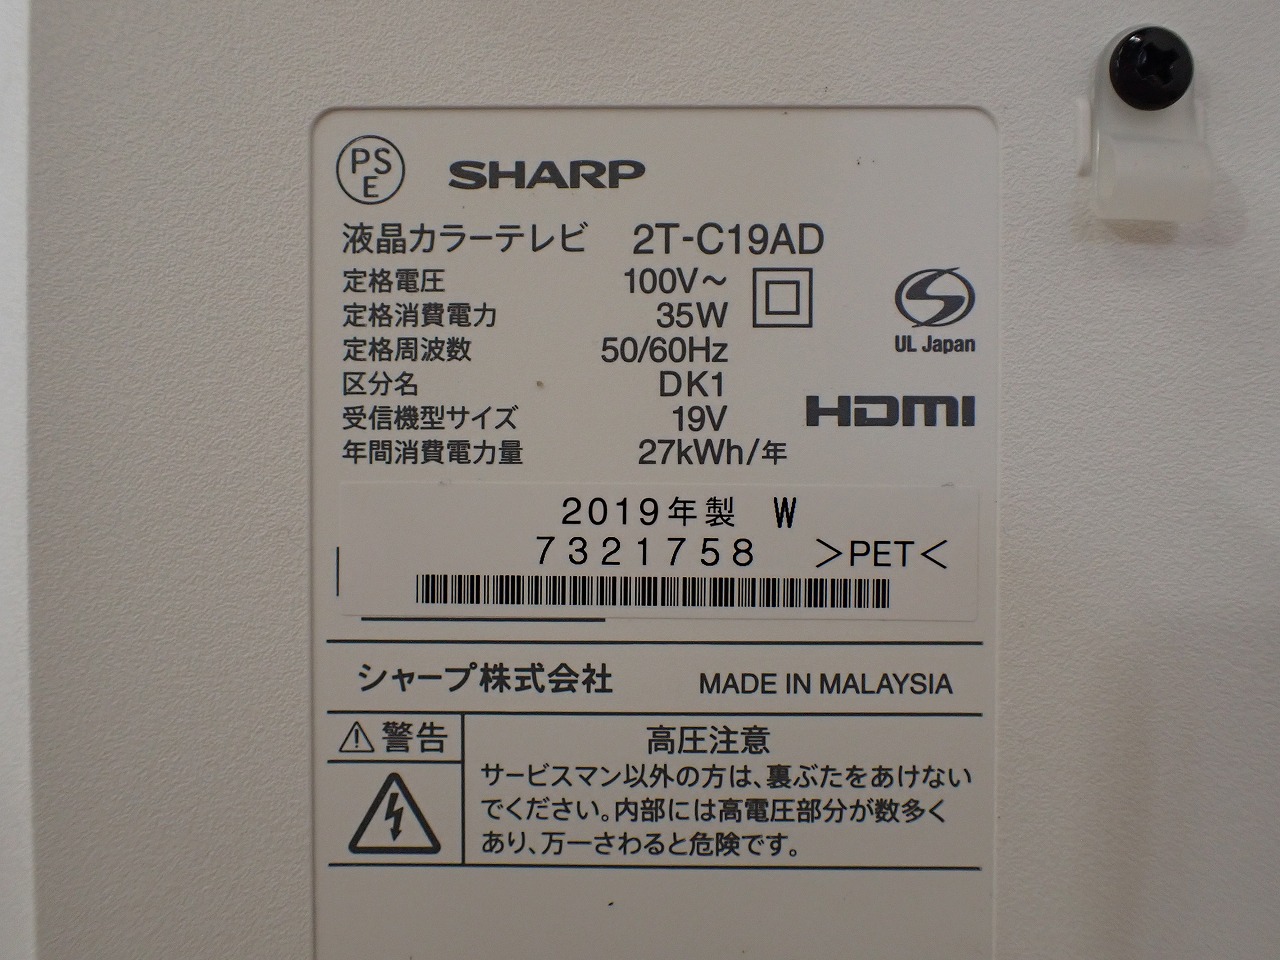 PS
E
SHARP
液晶カラーテレビ 2T-C19AD
定格電圧 100V~
定格消費電力 35W
定格周波数 50/60Hz
区分名 DK1
受信機型サイズ 19V
年間消費電力量 27kWh/年
UL Japan
HDMI
2019年製 W
7321758 >PET<
シャープ株式会社 MADE IN MALAYSIA
⚠警告
高圧注意
サービスマン以外の方は、裏ぶたをあけない
でください。内部には高電圧部分が数多く
あり、万一さわると危険です。